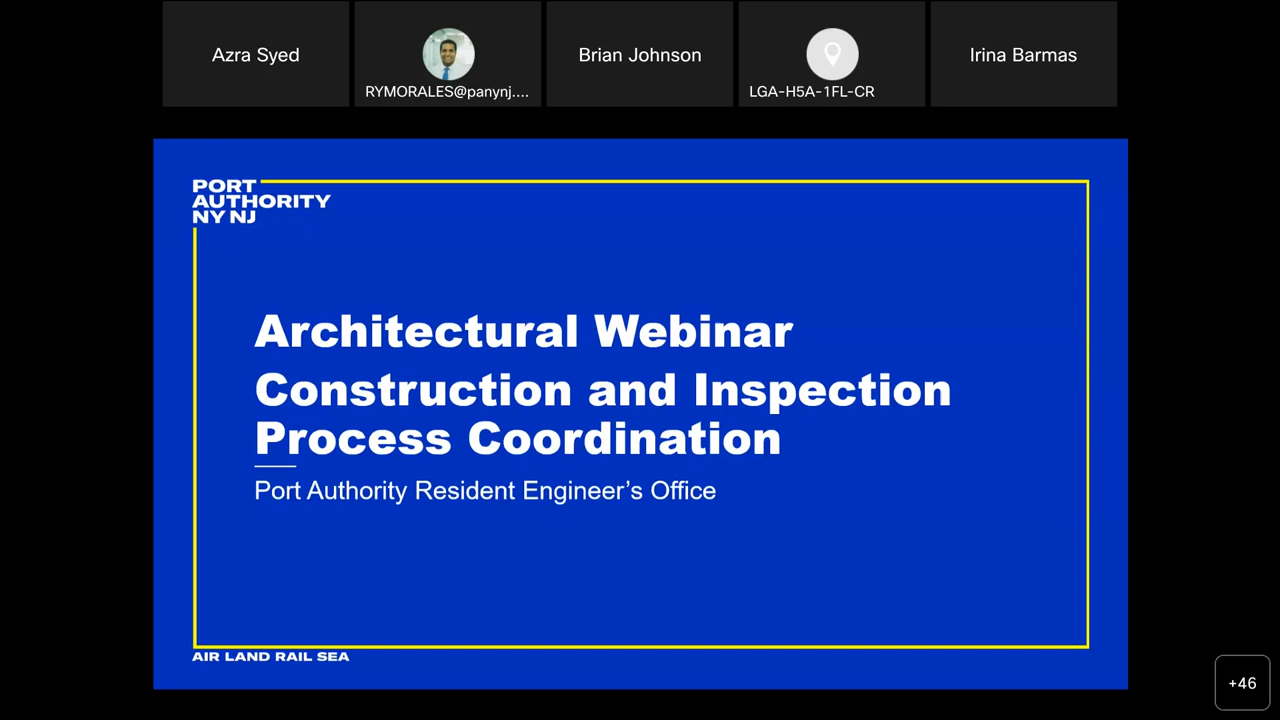 Azra Syed
RYMORALES@panynj....
Brian Johnson
LGA-H5A-1FL-CR
Irina Barmas
PORT
AUTHORITY
NY NJ
Architectural Webinar
Construction and Inspection
Process Coordination
Port Authority Resident Engineer’s Office
AIR LAND RAIL SEA
+46